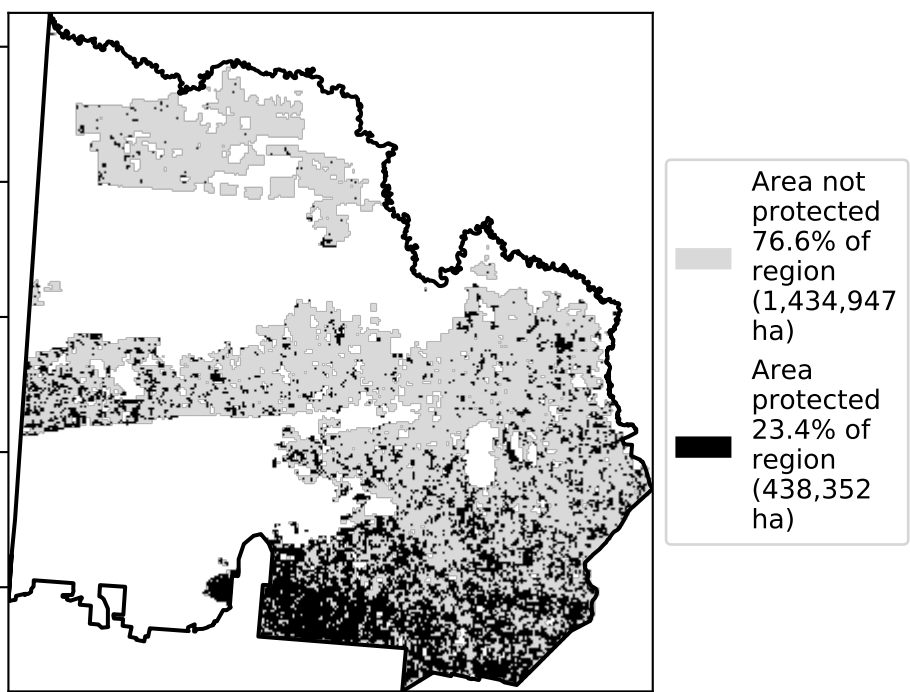 Area not
protected
76.6% of
region
(1,434,947
ha)
Area
protected
23.4% of
region
(438,352
ha)